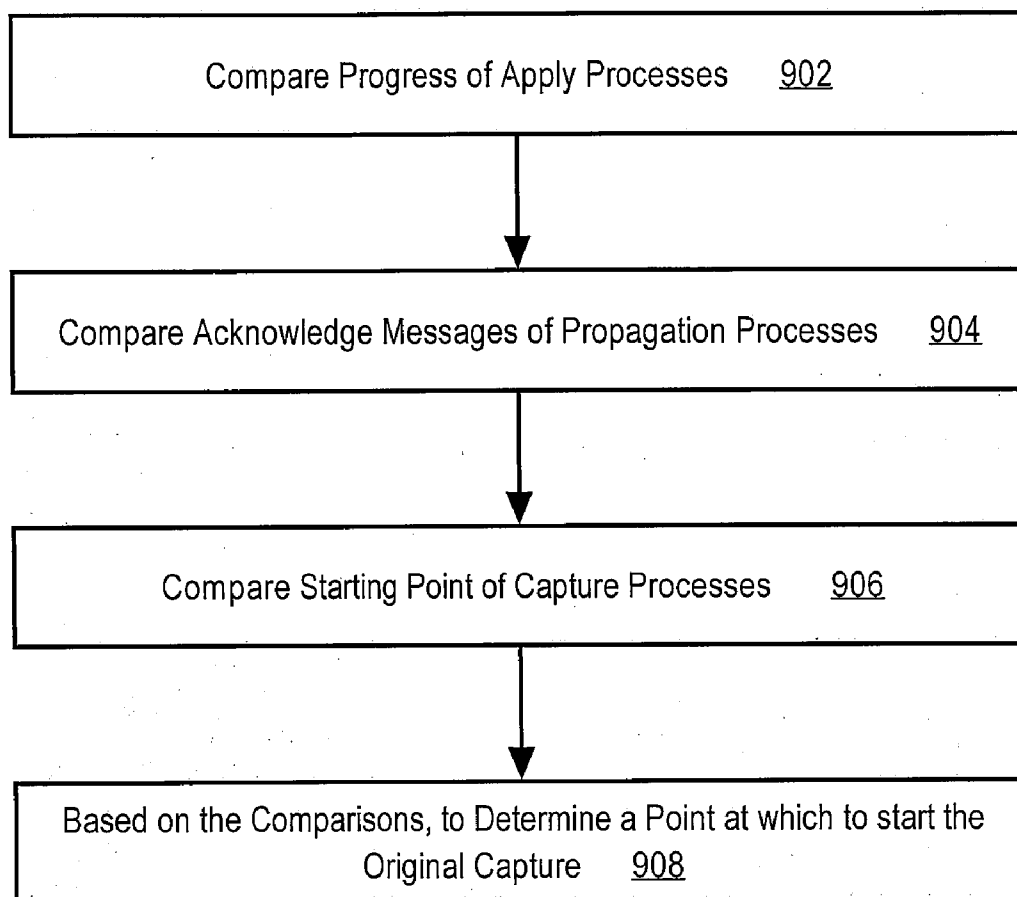 Compare Progress of Apply Processes 902
Compare Acknowledge Messages of Propagation Processes 904
Compare Starting Point of Capture Processes 906
Based on the Comparisons, to Determine a Point at which to start the
Original Capture 908